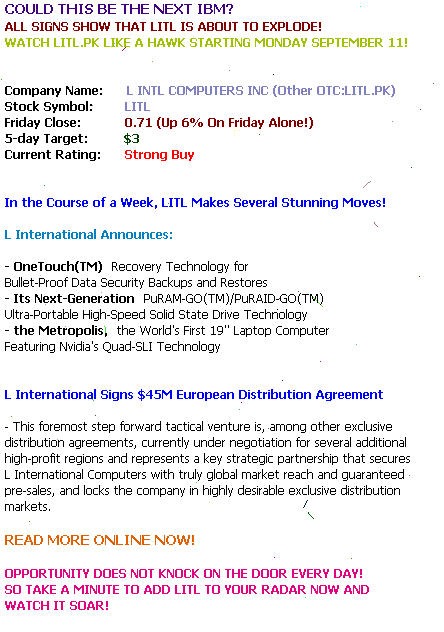 COULD THIS BE THE NEXT IBM?
ALL SIGNS SHOW THAT LITL IS ABOUT TO EXPLODE!
WATCH LITL.PK LIKE A HAWK STARTING MONDAY SEPTEMBER 11!
Company Name: L INTL COMPUTERS INC (Other OTC:LITL.PK)
Stock Symbol: LITL
Friday Close: 0.71 (Up 6% On Friday Alone!)
5-day Target: $3
Current Rating: Strong Buy
In the Course of a Week, LITL Makes Several Stunning Moves!
L International Announces:
- OneTouch(TM) Recovery Technology for
Bullet-Proof Data Security Backups and Restores
- Its Next-Generation PuRAM-GO(TM)/PuRAID-GO(TM)
Ultra-Portable High-Speed Solid State Drive Technology
- the Metropolis, the World's First 19" Laptop Computer
Featuring Nvidia's Quad-SLI Technology
L International Signs $45M European Distribution Agreement
- This foremost step forward tactical venture is, among other exclusive
distribution agreements, currently under negotiation for several additional
high-profit regions and represents a key strategic partnership that secures
L International Computers with truly global market reach and guaranteed
pre-sales, and locks the company in highly desirable exclusive distribution
markets.
READ MORE ONLINE NOW!
OPPORTUNITY DOES NOT KNOCK ON THE DOOR EVERY DAY!
SO TAKE A MINUTE TO ADD LITL TO YOUR RADAR NOW AND
WATCH IT SOAR!